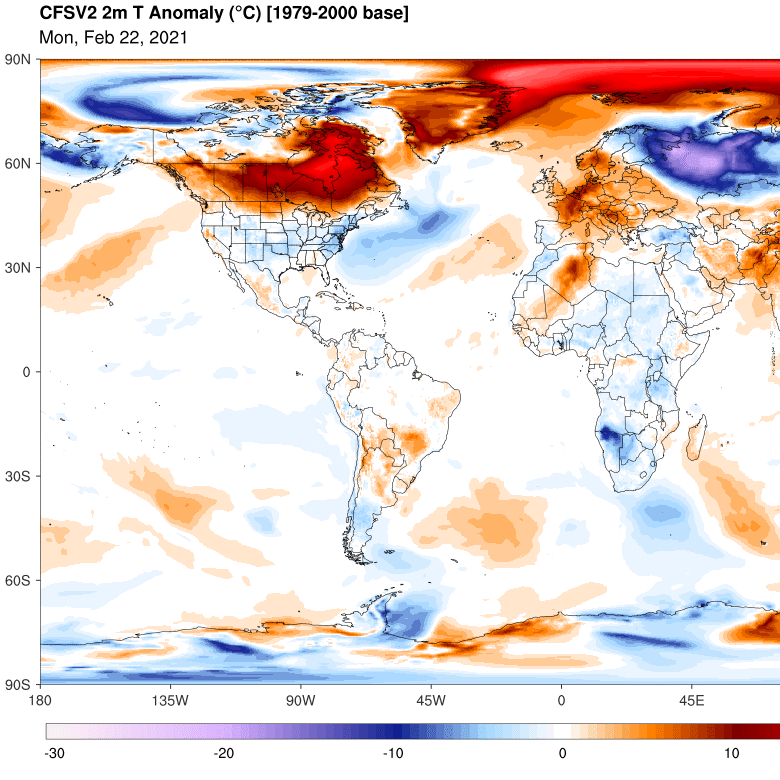 CFSV2 2m T Anomaly (°C) [1979-2000 base]
Mon, Feb 22, 2021
90N
60N
30N
0
30S
60S
90S
180 135W 90W 45W 0 45E
-30 -20 -10 0 10